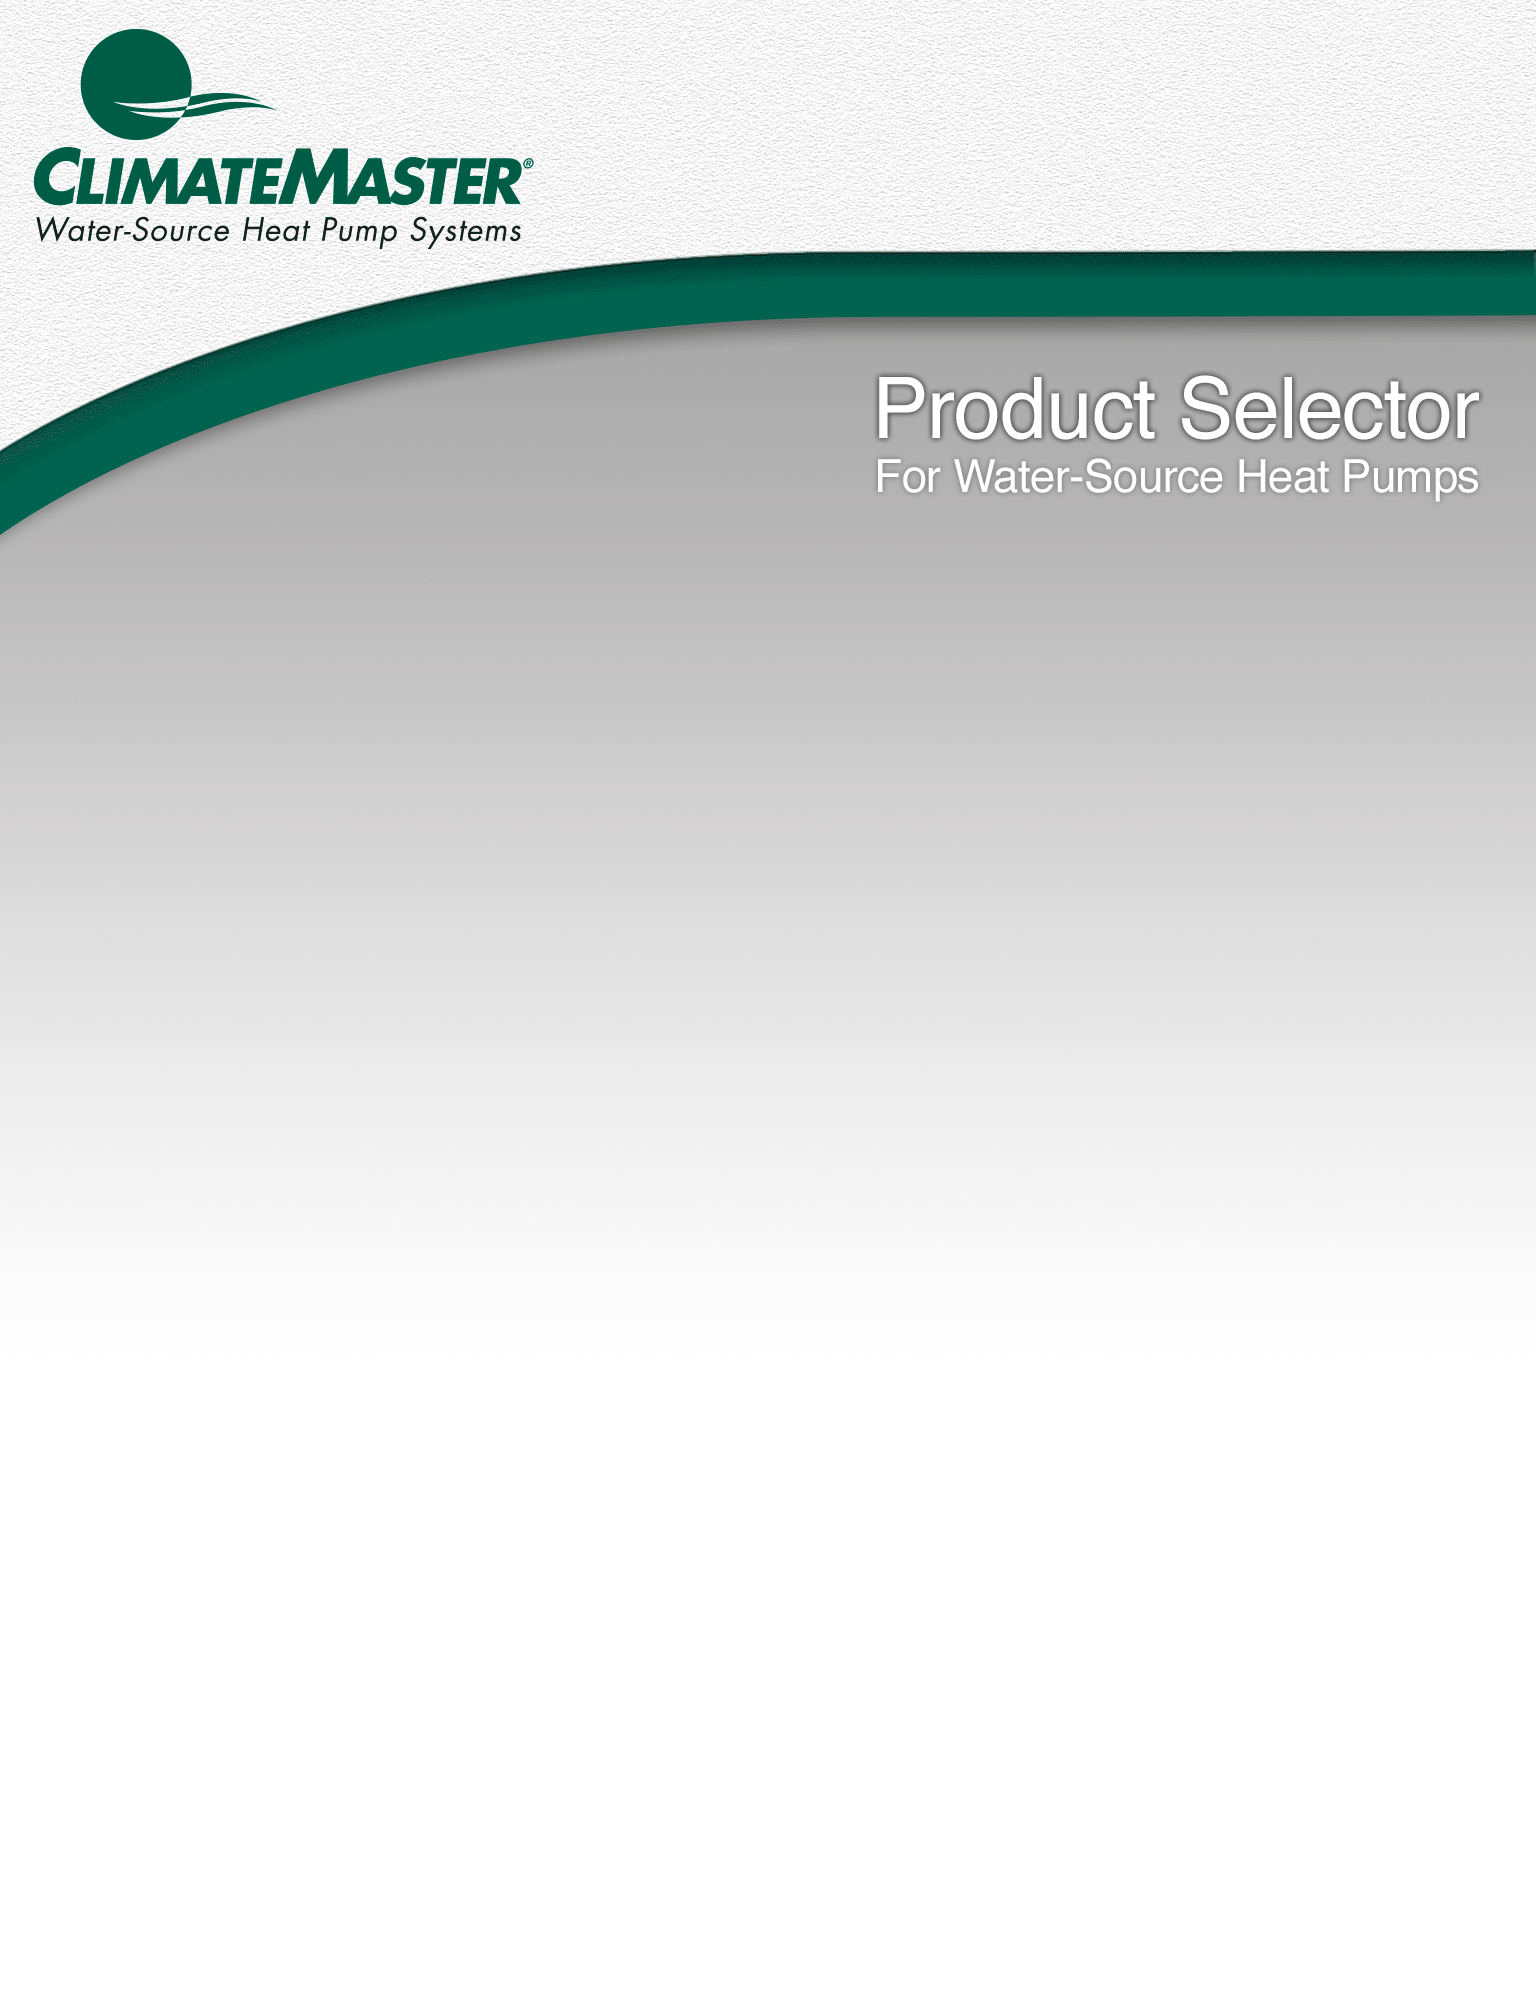 CLIMATEMASTER®
Water-Source Heat Pump Systems
Product Selector
For Water-Source Heat Pumps